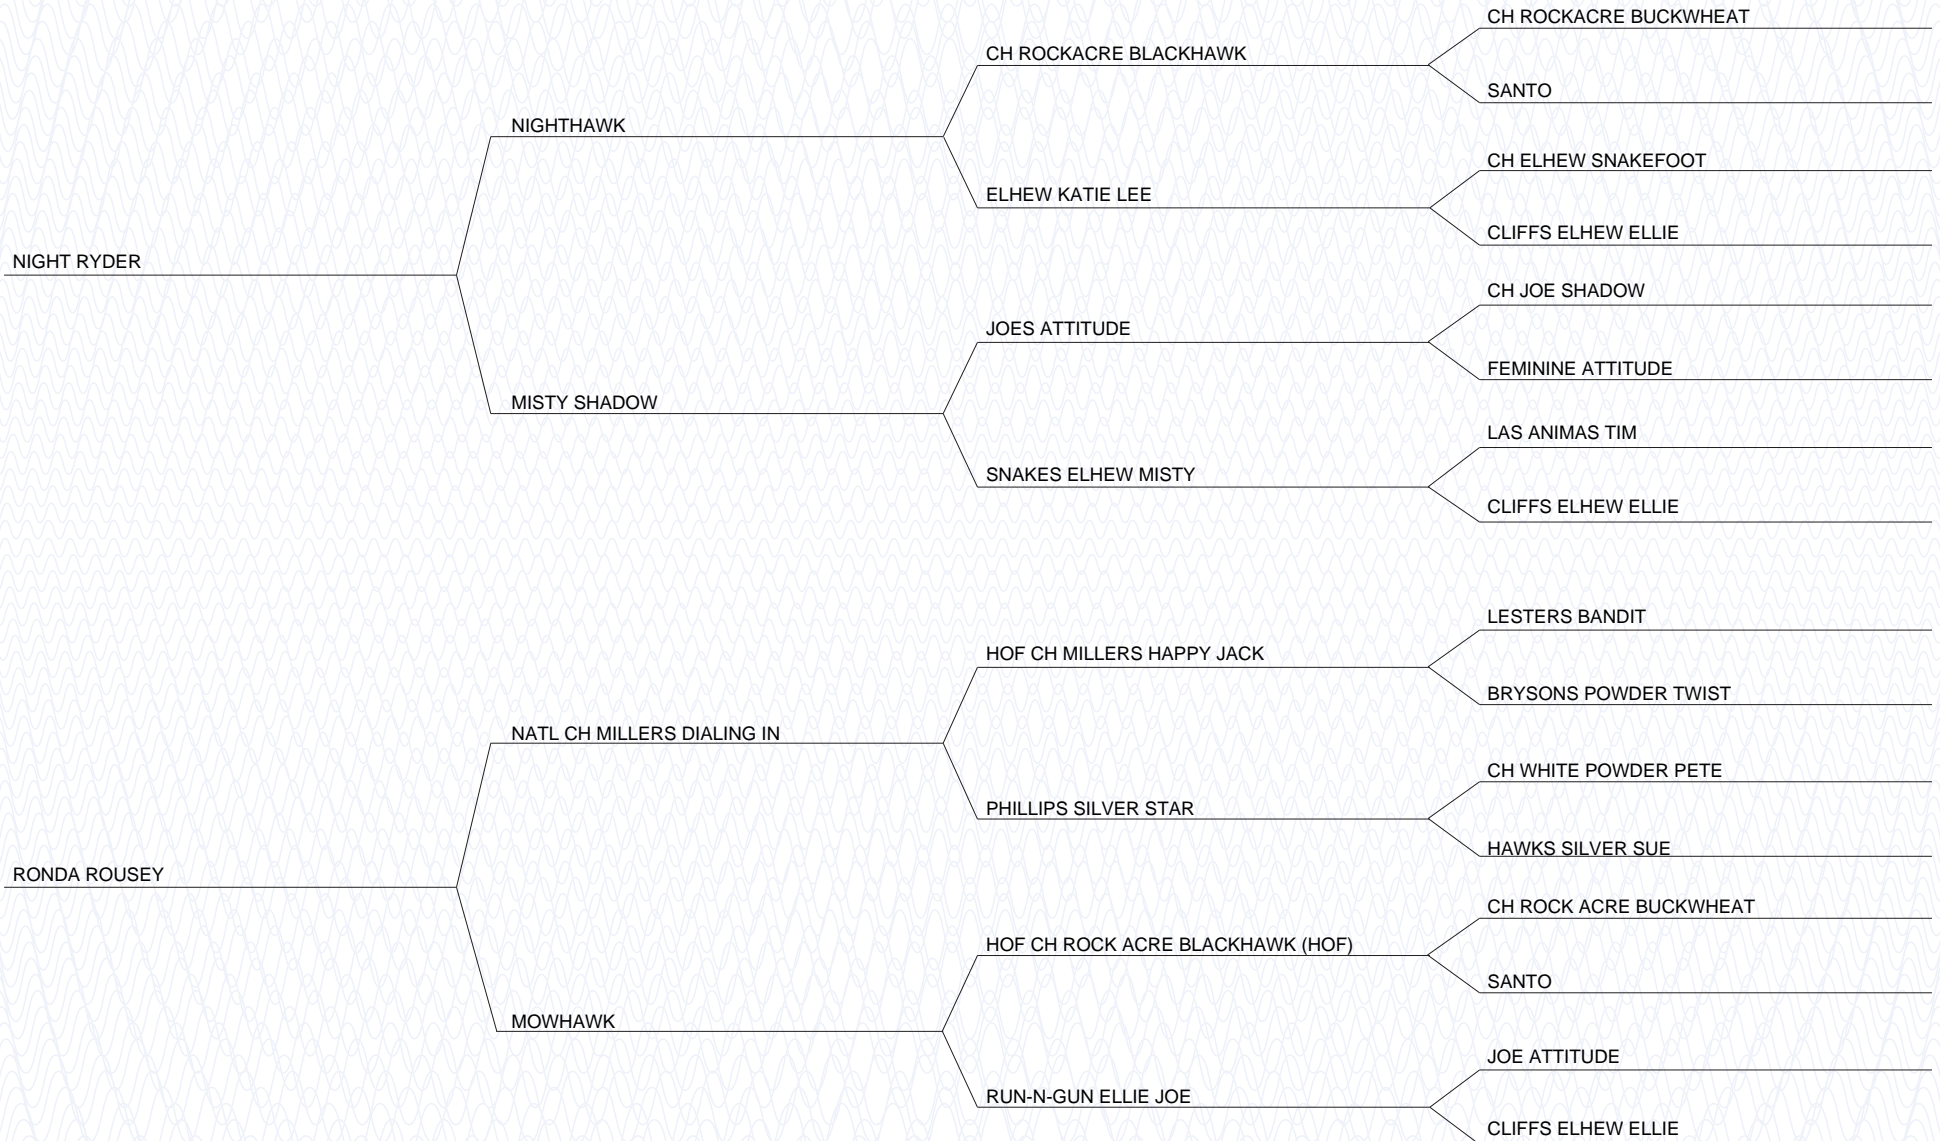 CH ROCKACRE BUCKWHEAT
CH ROCKACRE BLACKHAWK
SANTO
NIGHTHAWK
CH ELHEW SNAKEFOOT
ELHEW KATIE LEE
CLIFFS ELHEW ELLIE
NIGHT RYDER
CH JOE SHADOW
JOES ATTITUDE
FEMININE ATTITUDE
MISTY SHADOW
LAS ANIMAS TIM
SNAKES ELHEW MISTY
CLIFFS ELHEW ELLIE
LESTERS BANDIT
HOF CH MILLERS HAPPY JACK
BRYSONS POWDER TWIST
NATL CH MILLERS DIALING IN
CH WHITE POWDER PETE
PHILLIPS SILVER STAR
HAWKS SILVER SUE
RONDA ROUSEY
CH ROCK ACRE BUCKWHEAT
HOF CH ROCK ACRE BLACKHAWK (HOF)
SANTO
MOWHAWK
JOE ATTITUDE
RUN-N-GUN ELLIE JOE
CLIFFS ELHEW ELLIE